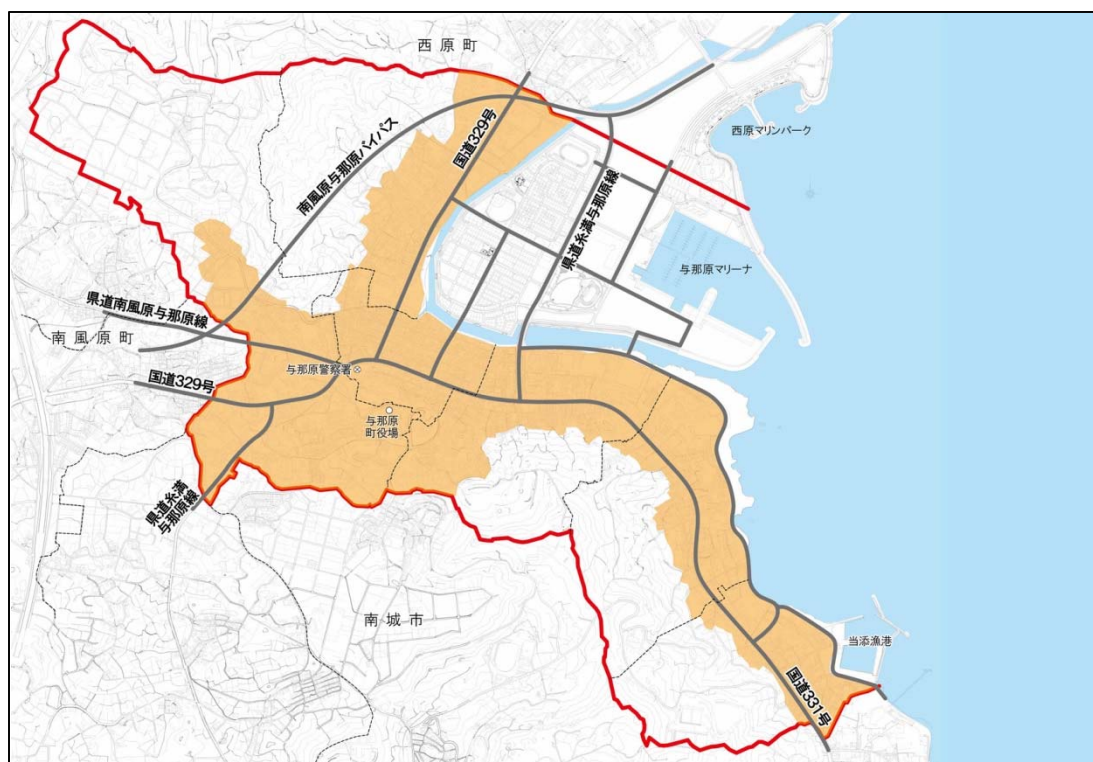 西原町
西原マリンパーク
国道329号
南風原与那原バイパス
県道糸満与那原線
与那原マリーナ
県道南風原与那原線
南風原町
与那原警察署
国道329号
与那原
町役場
県道糸満
与那原線
南城市
当添漁港
国道331号